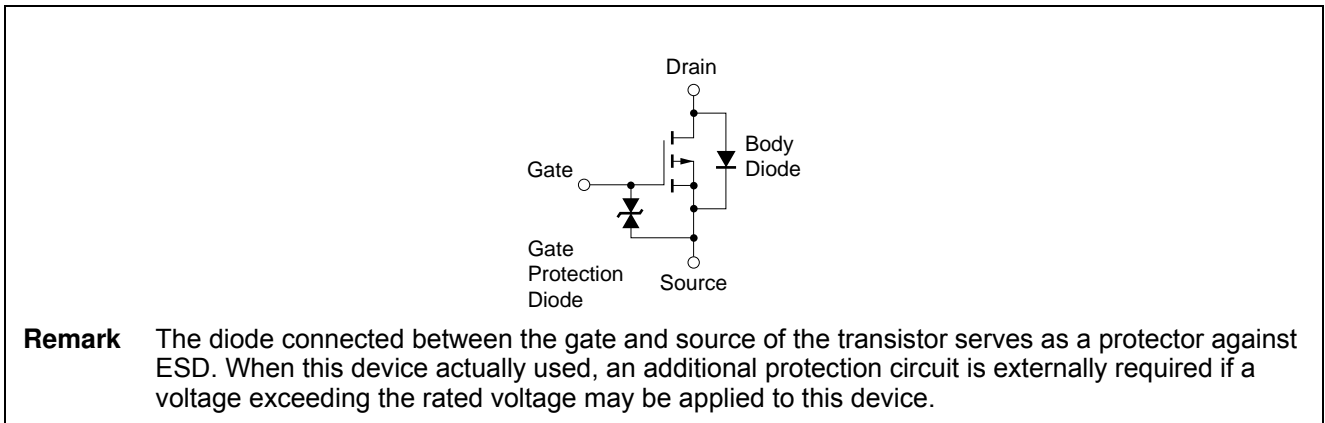 Drain
Body
Diode
Gate
Gate
Protection
Diode
Source
Remark The diode connected between the gate and source of the transistor serves as a protector against
ESD. When this device actually used, an additional protection circuit is externally required if a
voltage exceeding the rated voltage may be applied to this device.